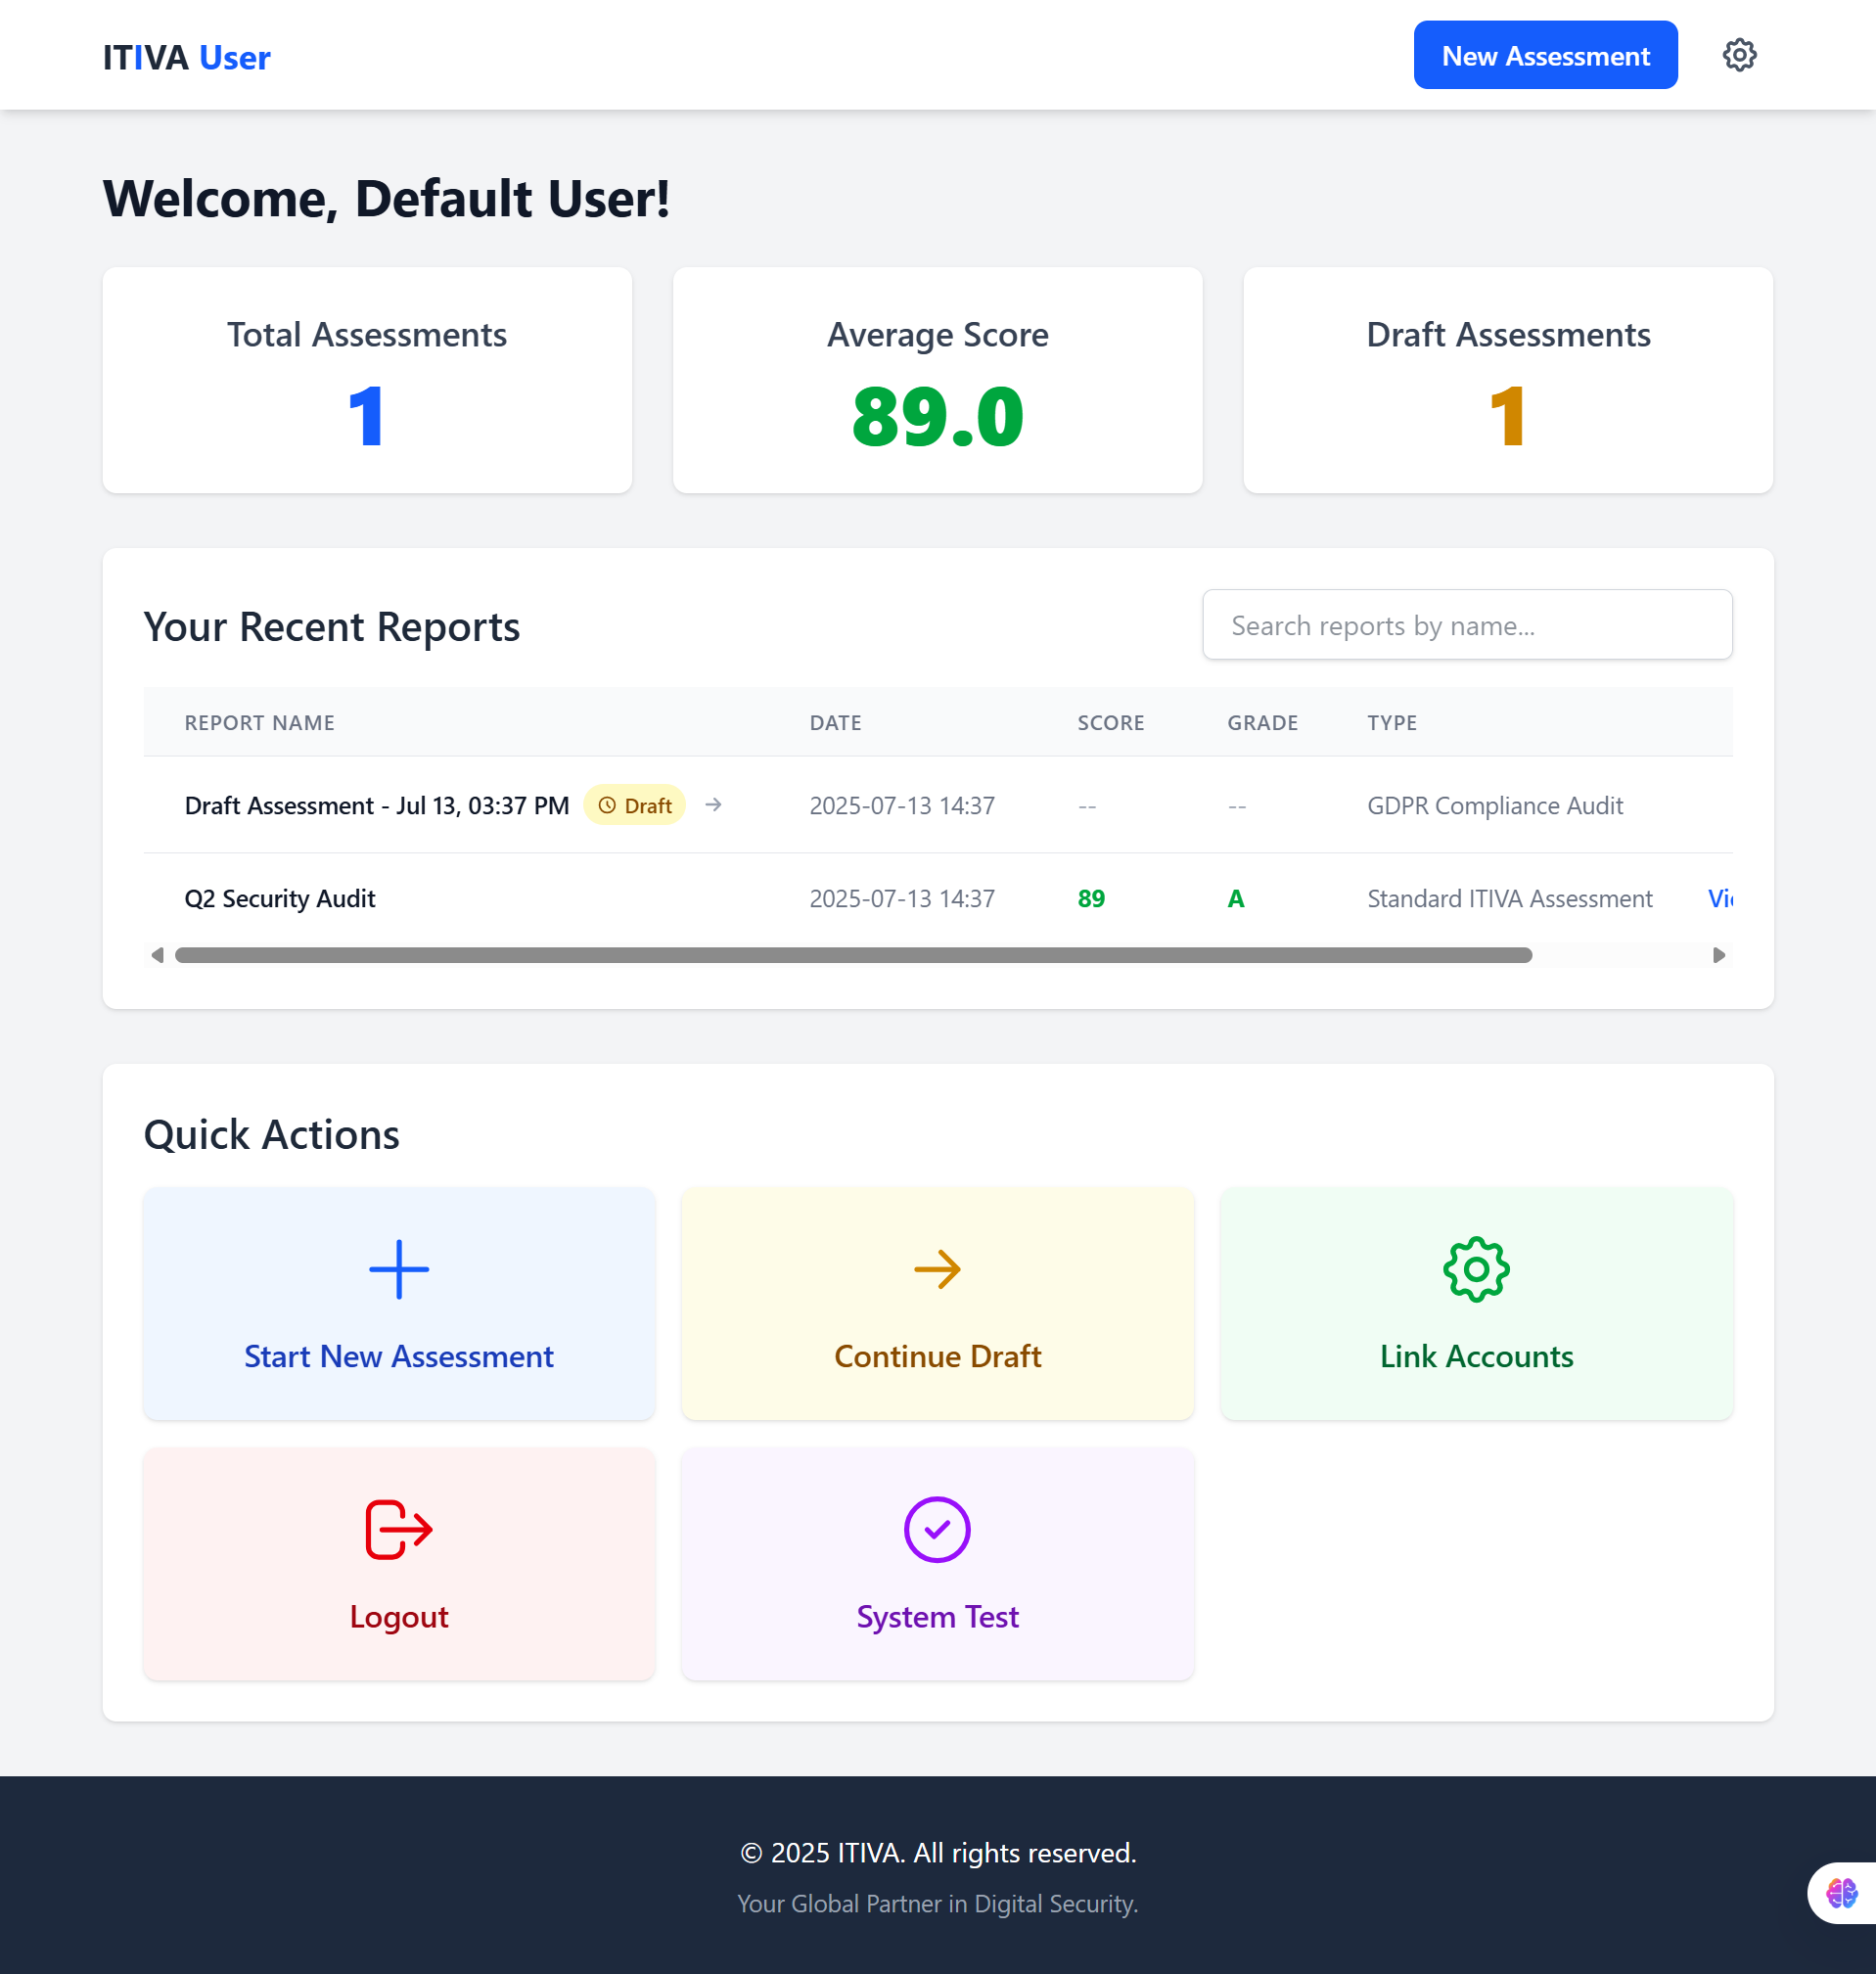 ITIVA User
New Assessment
Welcome, Default User!
Total Assessments
1
Average Score
89.0
Draft Assessments
1
Your Recent Reports
Search reports by name...
REPORT NAME DATE SCORE GRADE TYPE
Draft Assessment - Jul 13, 03:37 PM Draft 2025-07-13 14:37 -- -- GDPR Compliance Audit
Q2 Security Audit 2025-07-13 14:37 89 A Standard ITIVA Assessment
Quick Actions
Start New Assessment
Continue Draft
Link Accounts
Logout
System Test
© 2025 ITIVA. All rights reserved.
Your Global Partner in Digital Security.